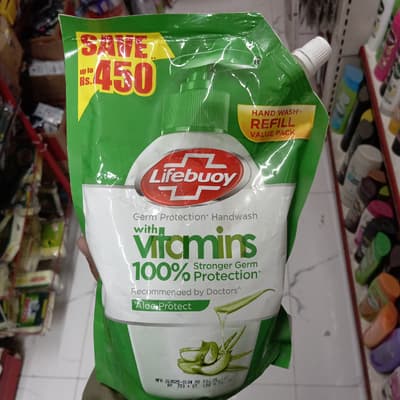 SAVE
up to
Rs.
450
HAND WASH
REFILL
VALUE PACK
Lifebuoy
Germ Protection* Handwash
with
vitamins
100% Stronger Germ
Protection*
Recommended by Doctors^
Aloe Protect